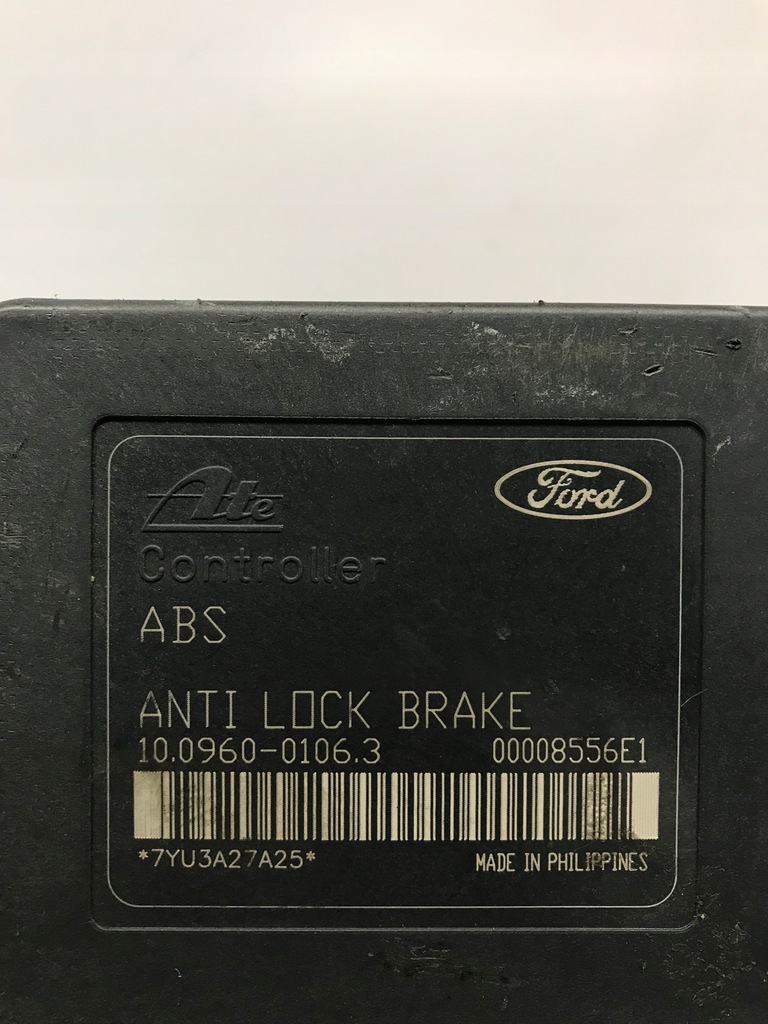 Ate
Ford
Controller
ABS
ANTI LOCK BRAKE
10.0960-0106.3 00008556E1
*7YU3A27A25* MADE IN PHILIPPINES